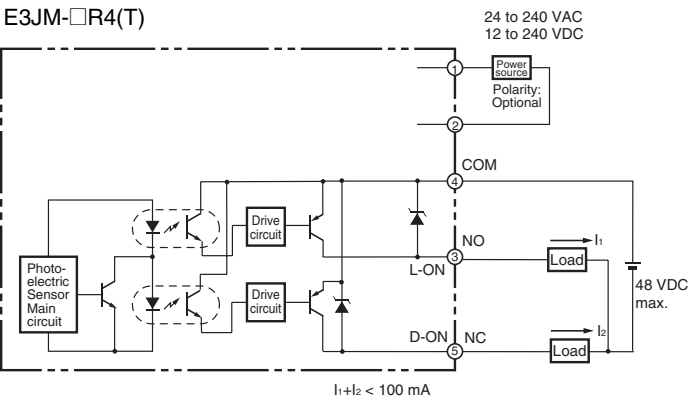 E3JM-□R4(T)
24 to 240 VAC
12 to 240 VDC
1
Power
source
Polarity:
Optional
2
COM
4
Drive
circuit
NO
3
L-ON
I1
Load
Photo-
electric
Sensor
Main
circuit
Drive
circuit
48 VDC
max.
D-ON
NC
5
I2
Load
I1+I2 < 100 mA